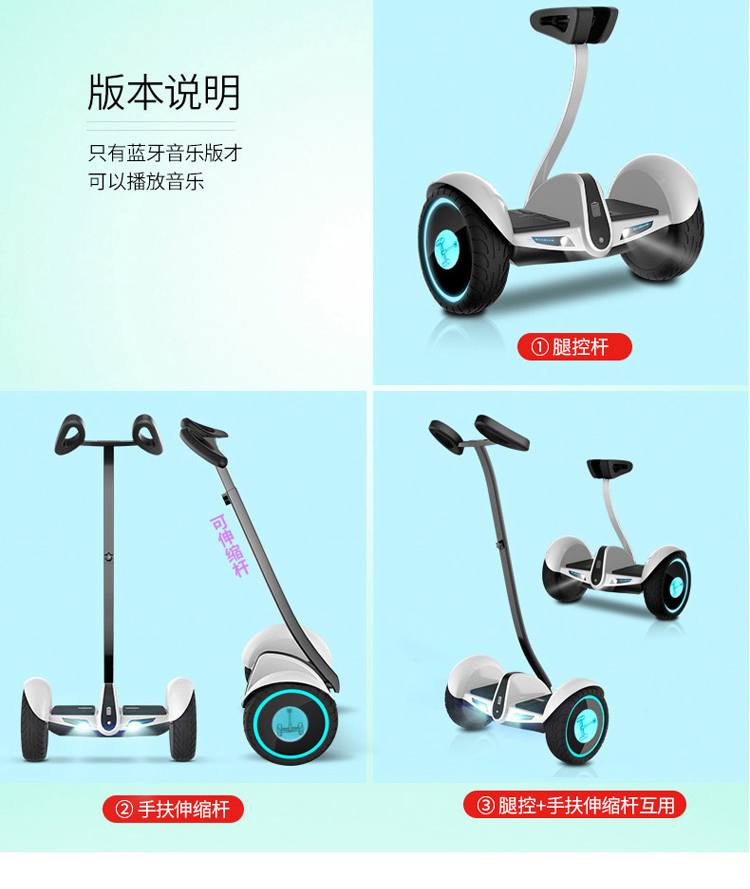 版本说明
只有蓝牙音乐版才
可以播放音乐
① 腿控杆
可伸缩杆
② 手扶伸缩杆
③ 腿控+手扶伸缩杆互用